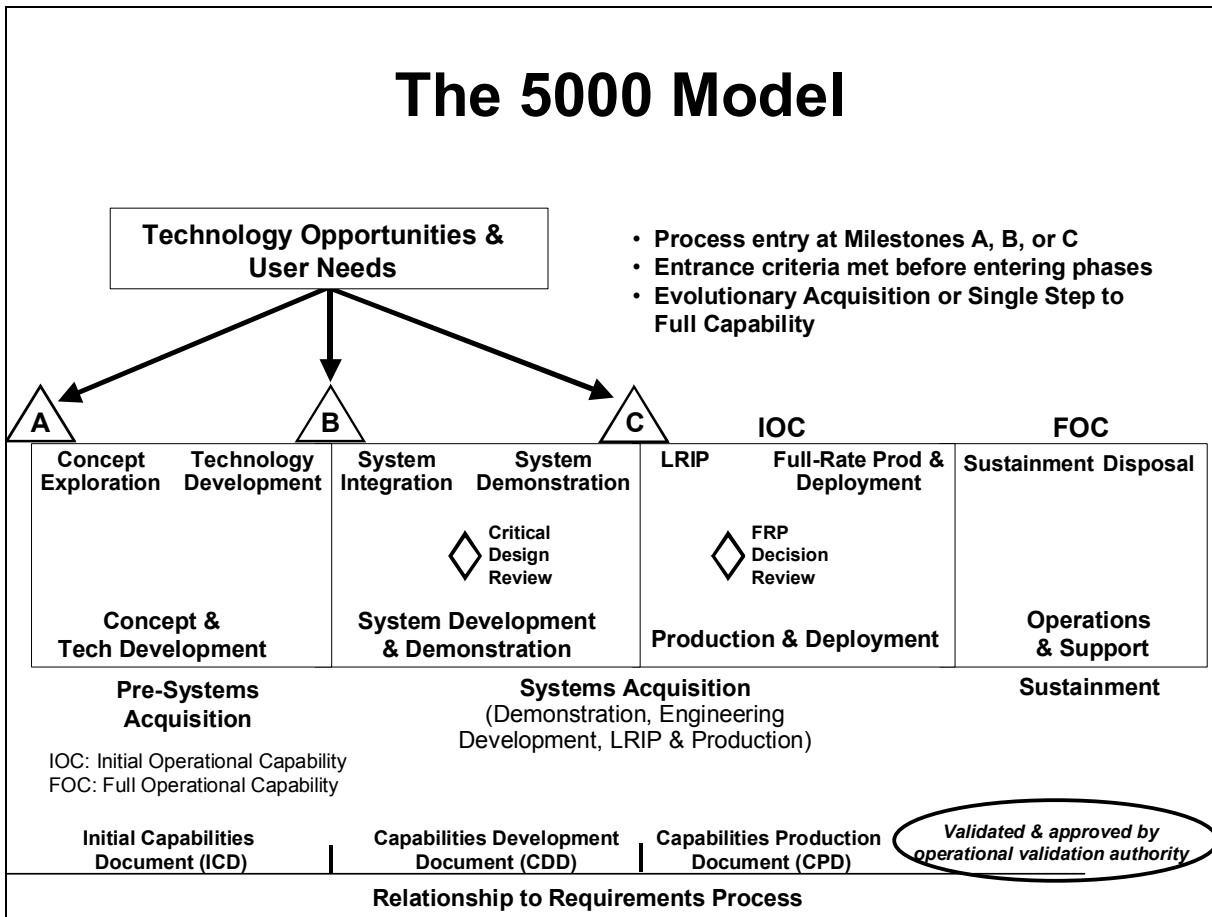 The 5000 Model
Technology Opportunities &
User Needs
• Process entry at Milestones A, B, or C
• Entrance criteria met before entering phases
• Evolutionary Acquisition or Single Step to
Full Capability
A
B
C
IOC
FOC
Concept
Exploration
Technology
Development
System
Integration
System
Demonstration
LRIP
Full-Rate Prod &
Deployment
Sustainment Disposal
Critical
Design
Review
FRP
Decision
Review
Concept &
Tech Development
System Development
& Demonstration
Production & Deployment
Operations
& Support
Pre-Systems
Acquisition
Systems Acquisition
(Demonstration, Engineering
Development, LRIP & Production)
Sustainment
IOC: Initial Operational Capability
FOC: Full Operational Capability
Initial Capabilities
Document (ICD)
Capabilities Development
Document (CDD)
Capabilities Production
Document (CPD)
Validated & approved by
operational validation authority
Relationship to Requirements Process